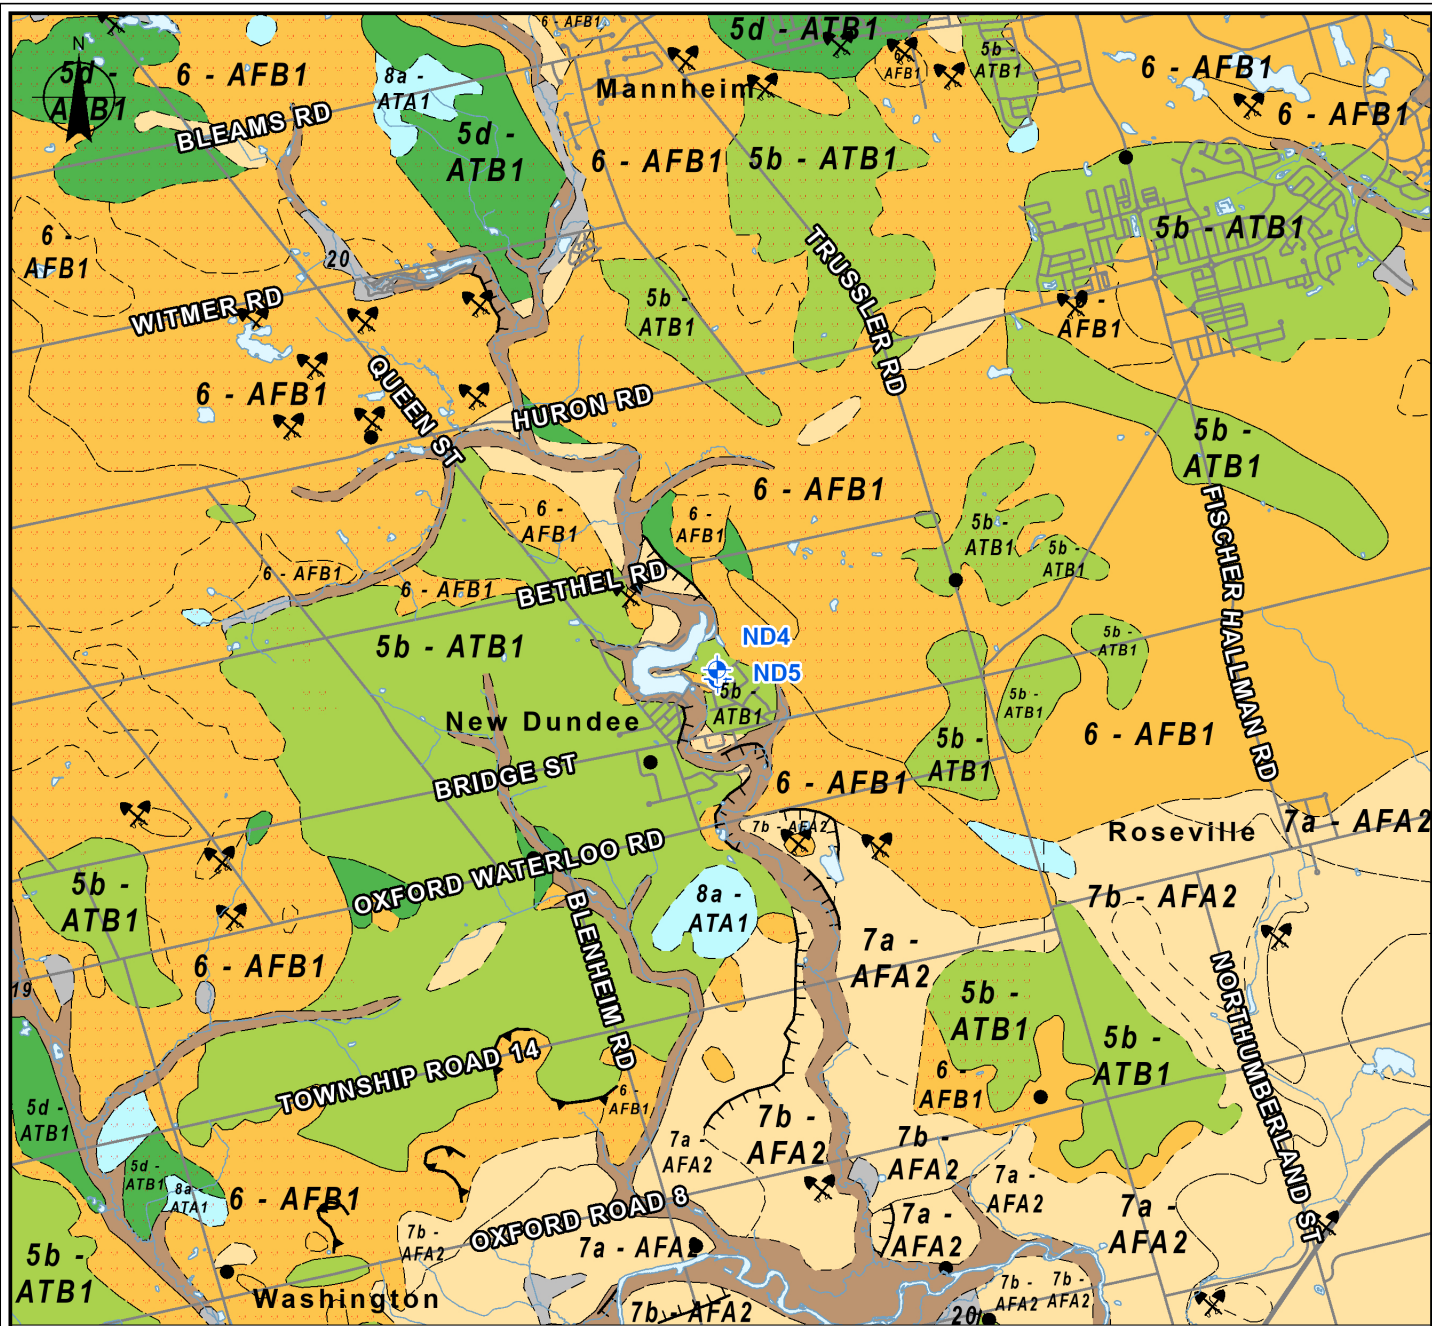 6 - AFB1
5d - ATB1
N
5d -
ATB1
6 - AFB1
8a -
ATA1
Mannheim
6 -
AFB1
5b -
ATB1
6 - AFB1
6 - AFB1
BLEAMS RD
5d -
ATB1
6 - AFB1
5b - ATB1
5b - ATB1
6 -
AFB1
20
TRUSSLER RD
WITMER RD
5b -
ATB1
6 -
AFB1
QUEEN ST
6 - AFB1
HURON RD
5b -
ATB1
6 - AFB1
6 -
AFB1
6 -
AFB1
5b -
ATB1
FISCHER HALLMAN RD
5b -
ATB1
6 - AFB1
6 - AFB1
BETHEL RD
5b - ATB1
ND4
ND5
5b -
ATB1
5b -
ATB1
5b -
ATB1
New Dundee
5b -
ATB1
6 - AFB1
BRIDGE ST
6 - AFB1
7b - AFA2
Roseville
7a - AFA2
OXFORD WATERLOO RD
5b -
ATB1
8a -
ATA1
7b - AFA2
BLENHEIM RD
7a -
AFA2
6 - AFB1
19
5b -
ATB1
NORTHUMBERLAND ST
5b -
ATB1
TOWNSHIP ROAD 14
6 -
AFB1
6 -
AFB1
5d -
ATB1
7b -
AFA2
7a -
AFA2
7b -
AFA2
5d -
ATB1
8a -
ATA1
6 - AFB1
7a -
AFA2
7a -
AFA2
OXFORD ROAD 8
7b -
AFA2
7a - AFA2
7a -
AFA2
5b -
ATB1
Washington
7b - AFA2
7b -
AFA2
7b -
AFA2
20